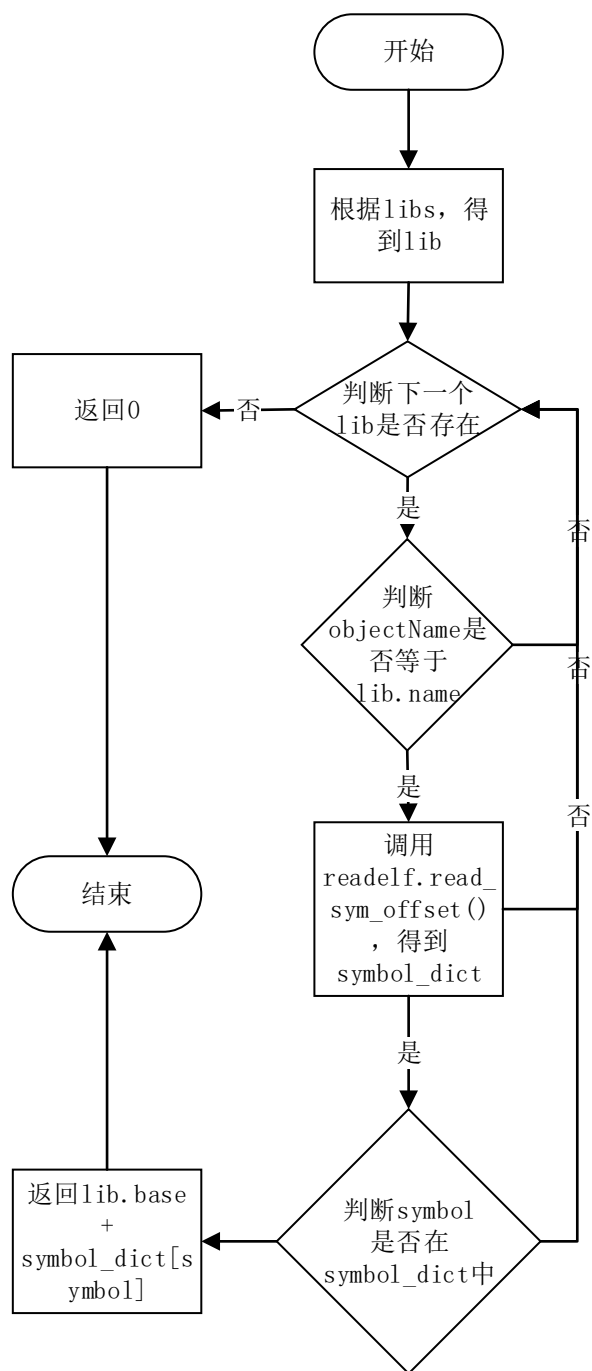 开始
根据libs，得
到lib
判断下一个
lib是否存在
否
返回0
是
否
判断
objectName是
否等于
lib.name
否
是
否
调用
readelf.read_
sym_offset()
，得到
symbol_dict
结束
是
判断symbol
是否在
symbol_dict中
返回lib.base
+
symbol_dict[s
ymbol]